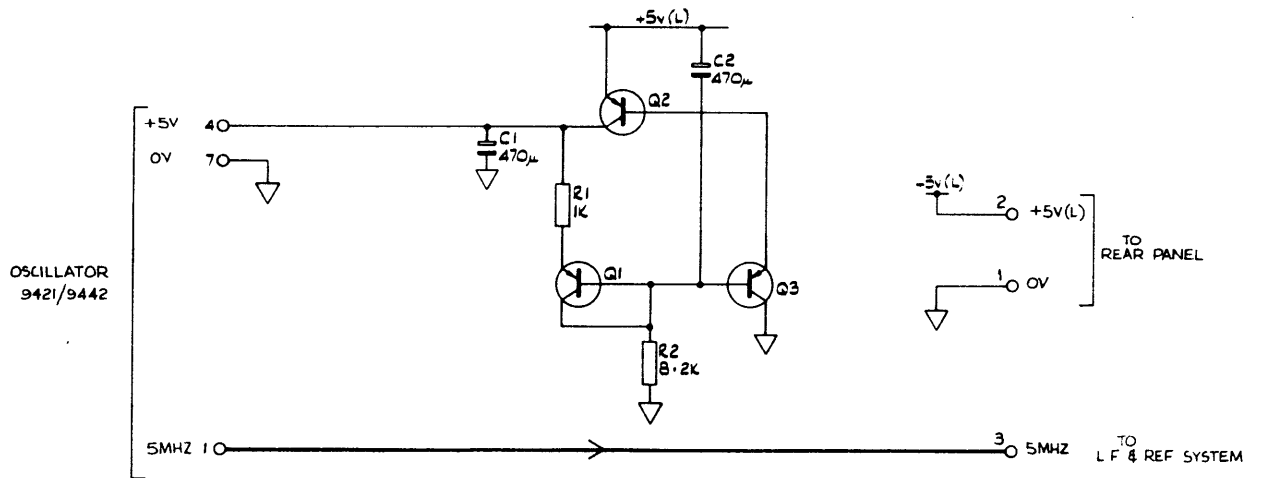 +5v(L)
C2
470µ
Q2
+5V 4
C1
470µ
0V 7
R1
1K
-5v(L)
2 +5v(L)
TO
REAR PANEL
OSCILLATOR
9421/9442
Q1
Q3
1 0V
R2
8·2K
5MHZ 1
3 5MHZ
TO
L F & REF SYSTEM